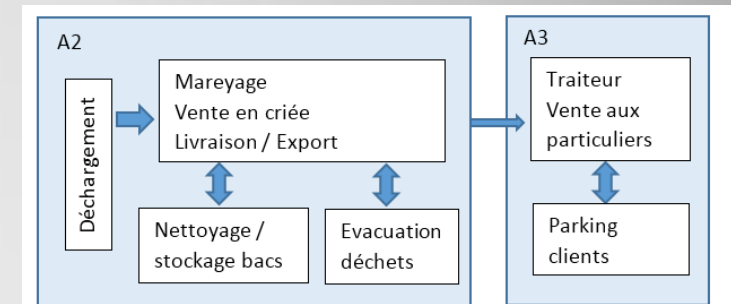 A2
Déchargement
Mareyage
Vente en criée
Livraison / Export
Nettoyage /
stockage bacs
Evacuation
déchets
A3
Traiteur
Vente aux
particuliers
Parking
clients